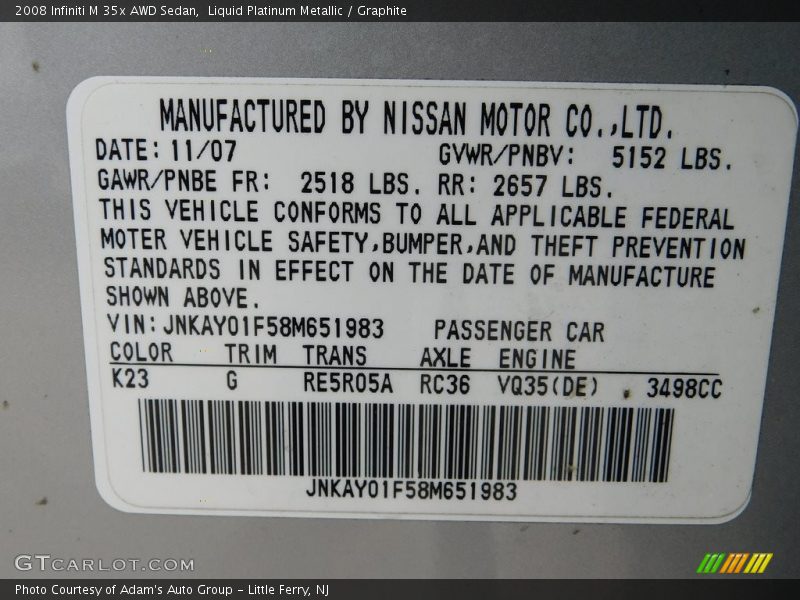 2008 Infiniti M 35x AWD Sedan,  Liquid Platinum Metallic / Graphite
MANUFACTURED BY NISSAN MOTOR CO.,LTD.
DATE: 11/07 GVWR/PNBV: 5152 LBS.
GAWR/PNBE FR: 2518 LBS. RR: 2657 LBS.
THIS VEHICLE CONFORMS TO ALL APPLICABLE FEDERAL
MOTER VEHICLE SAFETY,BUMPER,AND THEFT PREVENTION
STANDARDS IN EFFECT ON THE DATE OF MANUFACTURE
SHOWN ABOVE.
VIN: JNKAY01F58M651983 PASSENGER CAR
COLOR TRIM TRANS AXLE ENGINE
K23 G RE5R05A RC36 VQ35(DE) 3498CC
JNKAY01F58M651983
GTCARLOT.COM
Photo Courtesy of Adam's Auto Group - Little Ferry, NJ